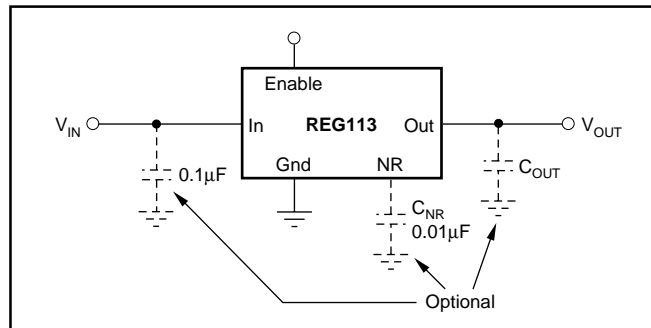 Enable
V_IN
In
REG113
Out
V_OUT
Gnd
NR
0.1µF
C_NR
0.01µF
C_OUT
Optional